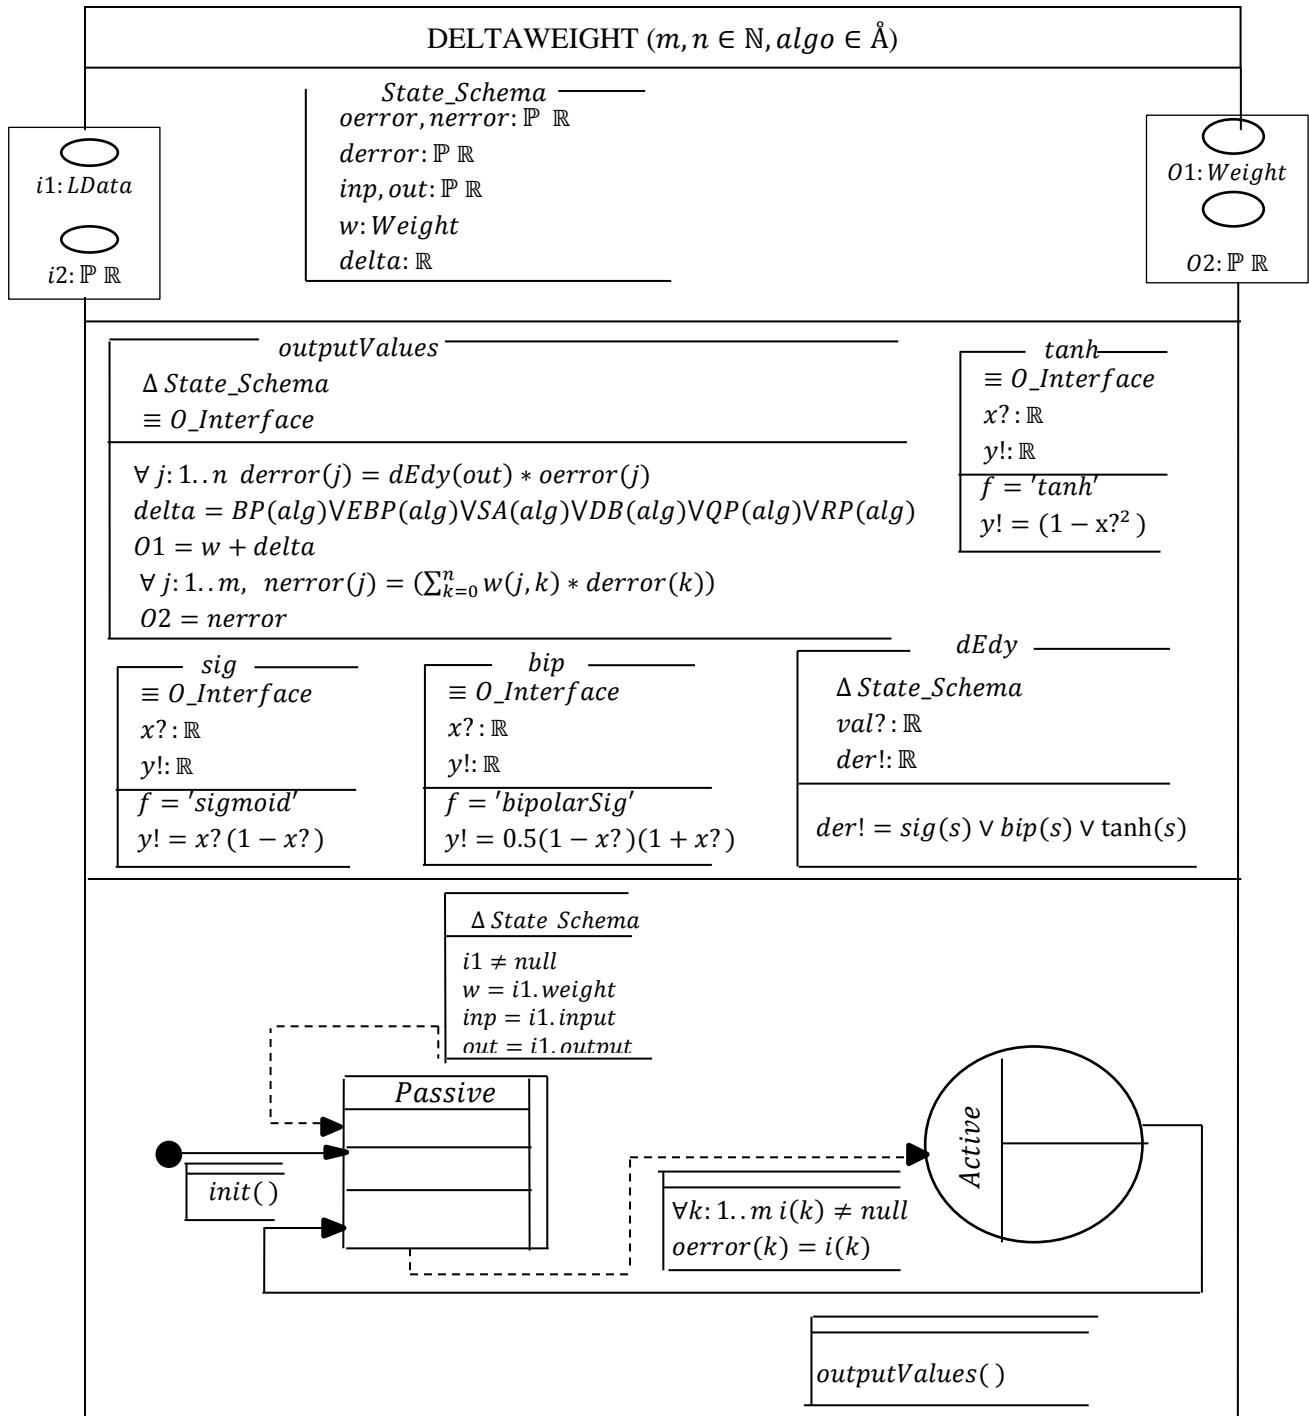 DELTAWEIGHT (m, n ∈ ℕ, algo ∈ Å)
State_Schema
oerror, nerror: ℙ ℝ
derror: ℙ ℝ
inp, out: ℙ ℝ
w: Weight
delta: ℝ
i1: LData
i2: ℙ ℝ
O1: Weight
O2: ℙ ℝ
outputValues
Δ State_Schema
≡ O_Interface
∀ j: 1..n derror(j) = dEdy(out) ∗ oerror(j)
delta = BP(alg)⋁EBP(alg)⋁SA(alg)⋁DB(alg)⋁QP(alg)⋁RP(alg)
O1 = w + delta
∀ j: 1..m, nerror(j) = (∑ⁿₖ₌₀ w(j, k) ∗ derror(k))
O2 = nerror
tanh
≡ O_Interface
x?: ℝ
y!: ℝ
f = 'tanh'
y! = (1 − x?²)
sig
≡ O_Interface
x?: ℝ
y!: ℝ
f = 'sigmoid'
y! = x? (1 − x?)
bip
≡ O_Interface
x?: ℝ
y!: ℝ
f = 'bipolarSig'
y! = 0.5(1 − x?)(1 + x?)
dEdy
Δ State_Schema
val?: ℝ
der!: ℝ
der! = sig(s) ∨ bip(s) ∨ tanh(s)
Δ State Schema
i1 ≠ null
w = i1.weight
inp = i1.input
out = i1.output
Passive
init( )
∀k: 1..m i(k) ≠ null
oerror(k) = i(k)
Active
outputValues( )